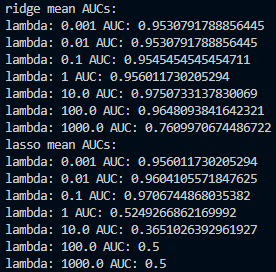 ridge mean AUCs:
lambda: 0.001 AUC: 0.9530791788856445
lambda: 0.01 AUC: 0.9530791788856445
lambda: 0.1 AUC: 0.9545454545454711
lambda: 1 AUC: 0.956011730205294
lambda: 10.0 AUC: 0.9750733137830069
lambda: 100.0 AUC: 0.9648093841642321
lambda: 1000.0 AUC: 0.7609970674486722
lasso mean AUCs:
lambda: 0.001 AUC: 0.956011730205294
lambda: 0.01 AUC: 0.9604105571847625
lambda: 0.1 AUC: 0.9706744868035382
lambda: 1 AUC: 0.5249266862169992
lambda: 10.0 AUC: 0.3651026392961927
lambda: 100.0 AUC: 0.5
lambda: 1000.0 AUC: 0.5